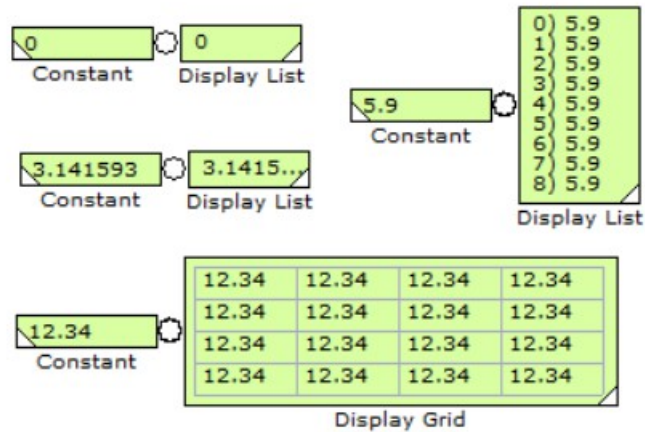 0
0
Constant
Display List
3.141593
3.1415...
Constant
Display List
5.9
Constant
0) 5.9
1) 5.9
2) 5.9
3) 5.9
4) 5.9
5) 5.9
6) 5.9
7) 5.9
8) 5.9
Display List
12.34
Constant
12.34 12.34 12.34 12.34
12.34 12.34 12.34 12.34
12.34 12.34 12.34 12.34
12.34 12.34 12.34 12.34
Display Grid